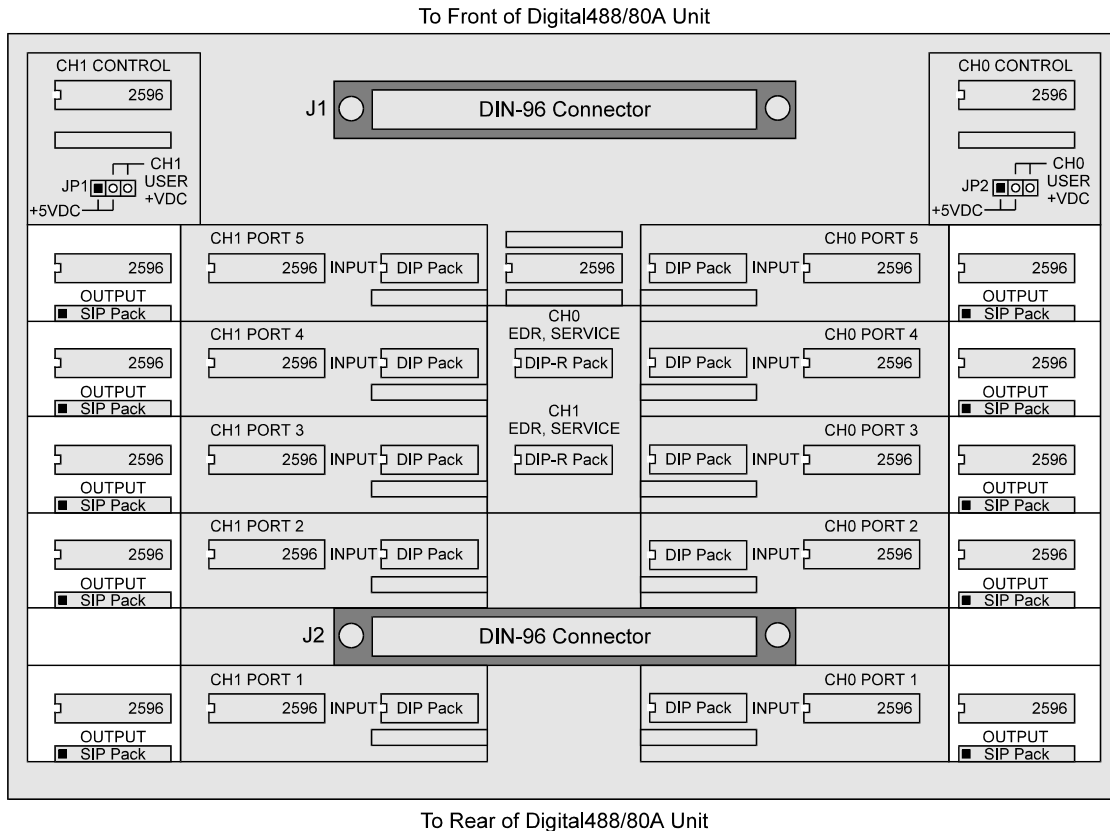 To Front of Digital488/80A Unit
CH1 CONTROL
2596
JP1
CH1
USER
+VDC
+5VDC
J1
DIN-96 Connector
CH0 CONTROL
2596
JP2
CH0
USER
+VDC
+5VDC
2596
OUTPUT
SIP Pack
CH1 PORT 5
2596
INPUT
DIP Pack
2596
CH0 PORT 5
DIP Pack
INPUT
2596
2596
OUTPUT
SIP Pack
CH0
EDR, SERVICE
DIP-R Pack
2596
OUTPUT
SIP Pack
CH1 PORT 4
2596
INPUT
DIP Pack
CH0 PORT 4
DIP Pack
INPUT
2596
2596
OUTPUT
SIP Pack
CH1
EDR, SERVICE
DIP-R Pack
2596
OUTPUT
SIP Pack
CH1 PORT 3
2596
INPUT
DIP Pack
CH0 PORT 3
DIP Pack
INPUT
2596
2596
OUTPUT
SIP Pack
2596
OUTPUT
SIP Pack
CH1 PORT 2
2596
INPUT
DIP Pack
CH0 PORT 2
DIP Pack
INPUT
2596
2596
OUTPUT
SIP Pack
J2
DIN-96 Connector
2596
OUTPUT
SIP Pack
CH1 PORT 1
2596
INPUT
DIP Pack
CH0 PORT 1
DIP Pack
INPUT
2596
2596
OUTPUT
SIP Pack
To Rear of Digital488/80A Unit